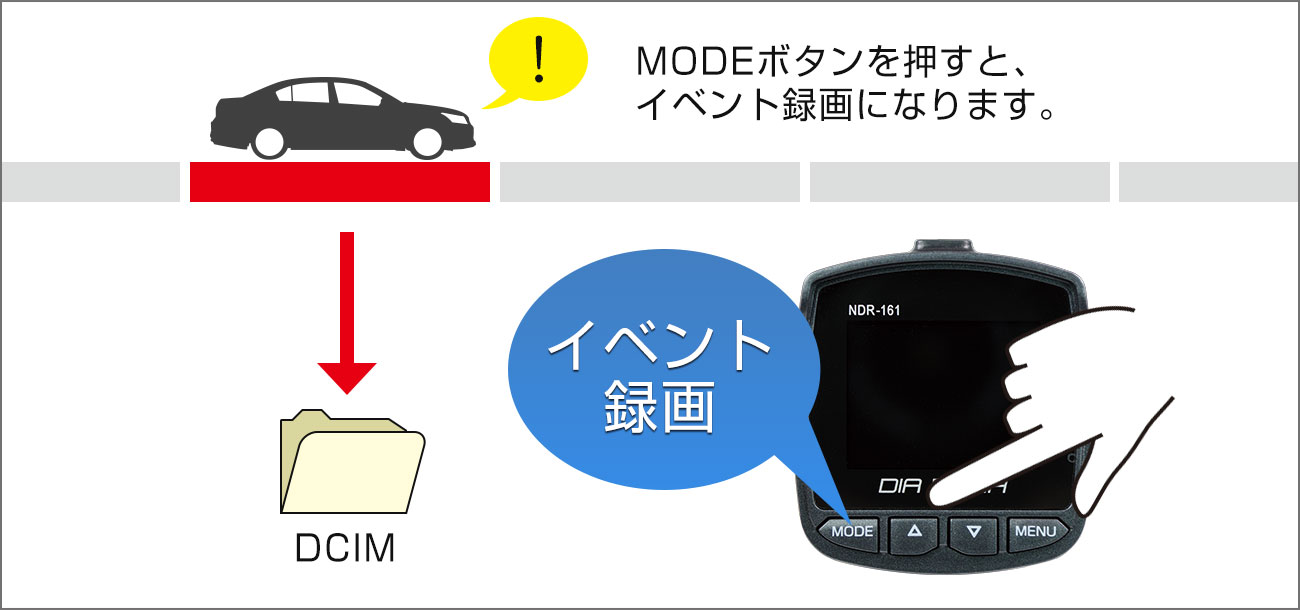 !
MODEボタンを押すと、
イベント録画になります。
NDR-161
イベント
録画
DIA
MODE
MENU
DCIM